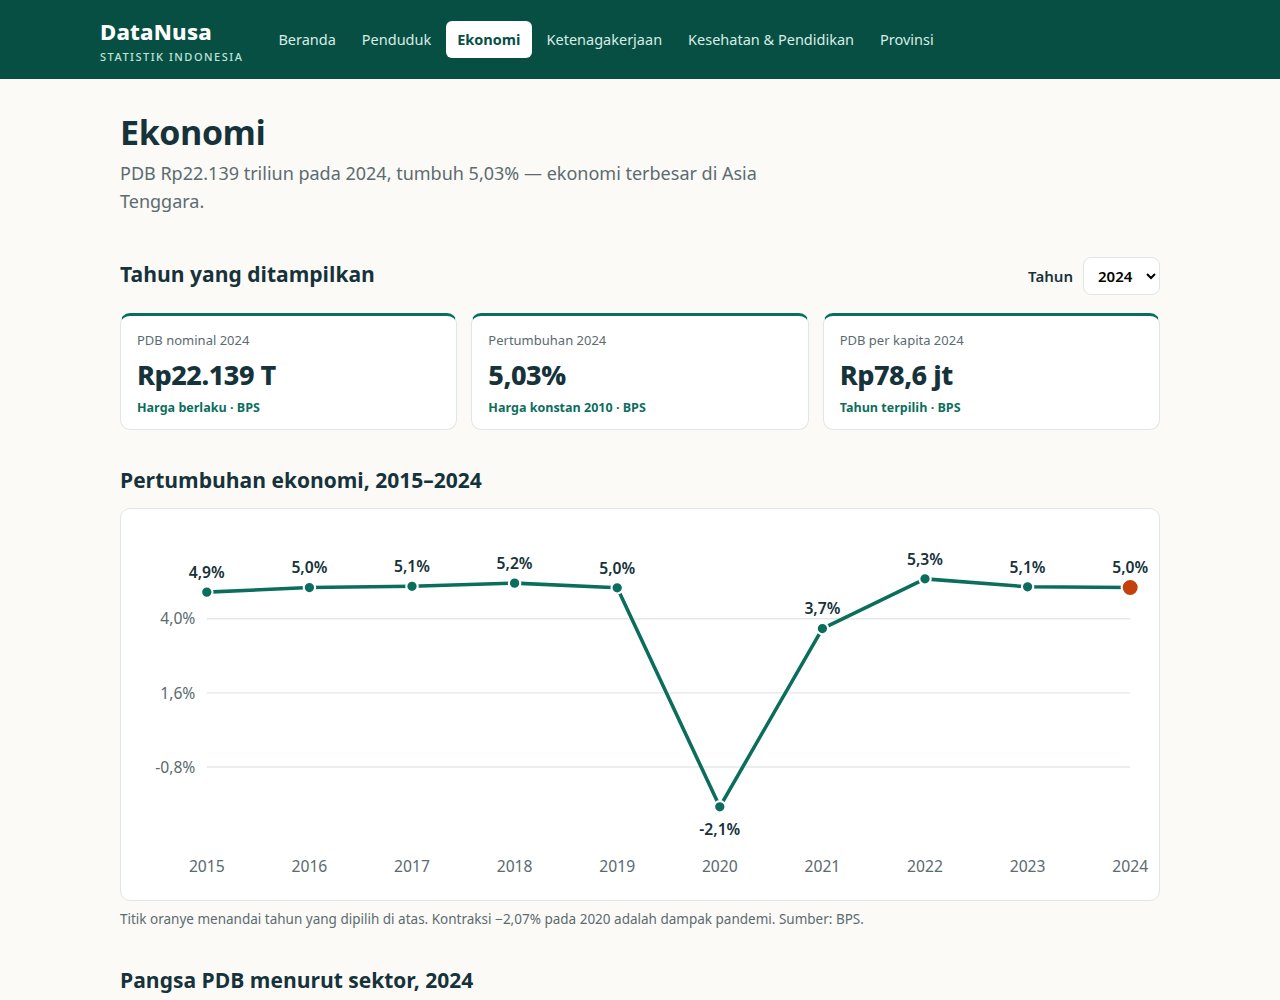 DataNusa
STATISTIK INDONESIA
Beranda
Penduduk
Ekonomi
Ketenagakerjaan
Kesehatan & Pendidikan
Provinsi
Ekonomi
PDB Rp22.139 triliun pada 2024, tumbuh 5,03% — ekonomi terbesar di Asia
Tenggara.
Tahun yang ditampilkan
Tahun
2024
PDB nominal 2024
Rp22.139 T
Harga berlaku · BPS
Pertumbuhan 2024
5,03%
Harga konstan 2010 · BPS
PDB per kapita 2024
Rp78,6 jt
Tahun terpilih · BPS
Pertumbuhan ekonomi, 2015–2024
4,9%
5,0%
5,1%
5,2%
5,0%
-2,1%
3,7%
5,3%
5,1%
5,0%
4,0%
1,6%
-0,8%
2015
2016
2017
2018
2019
2020
2021
2022
2023
2024
Titik oranye menandai tahun yang dipilih di atas. Kontraksi −2,07% pada 2020 adalah dampak pandemi. Sumber: BPS.
Pangsa PDB menurut sektor, 2024